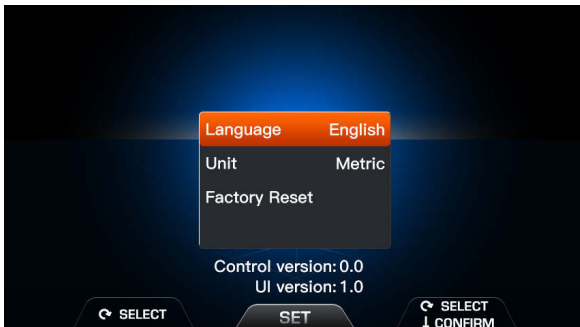 Language English
Unit Metric
Factory Reset
Control version: 0.0
UI version: 1.0
SELECT
SET
SELECT
CONFIRM